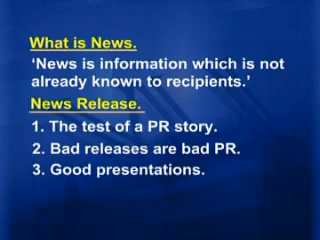 What is News.
‘News is information which is not
already known to recipients.’
News Release.
1. The test of a PR story.
2. Bad releases are bad PR.
3. Good presentations.